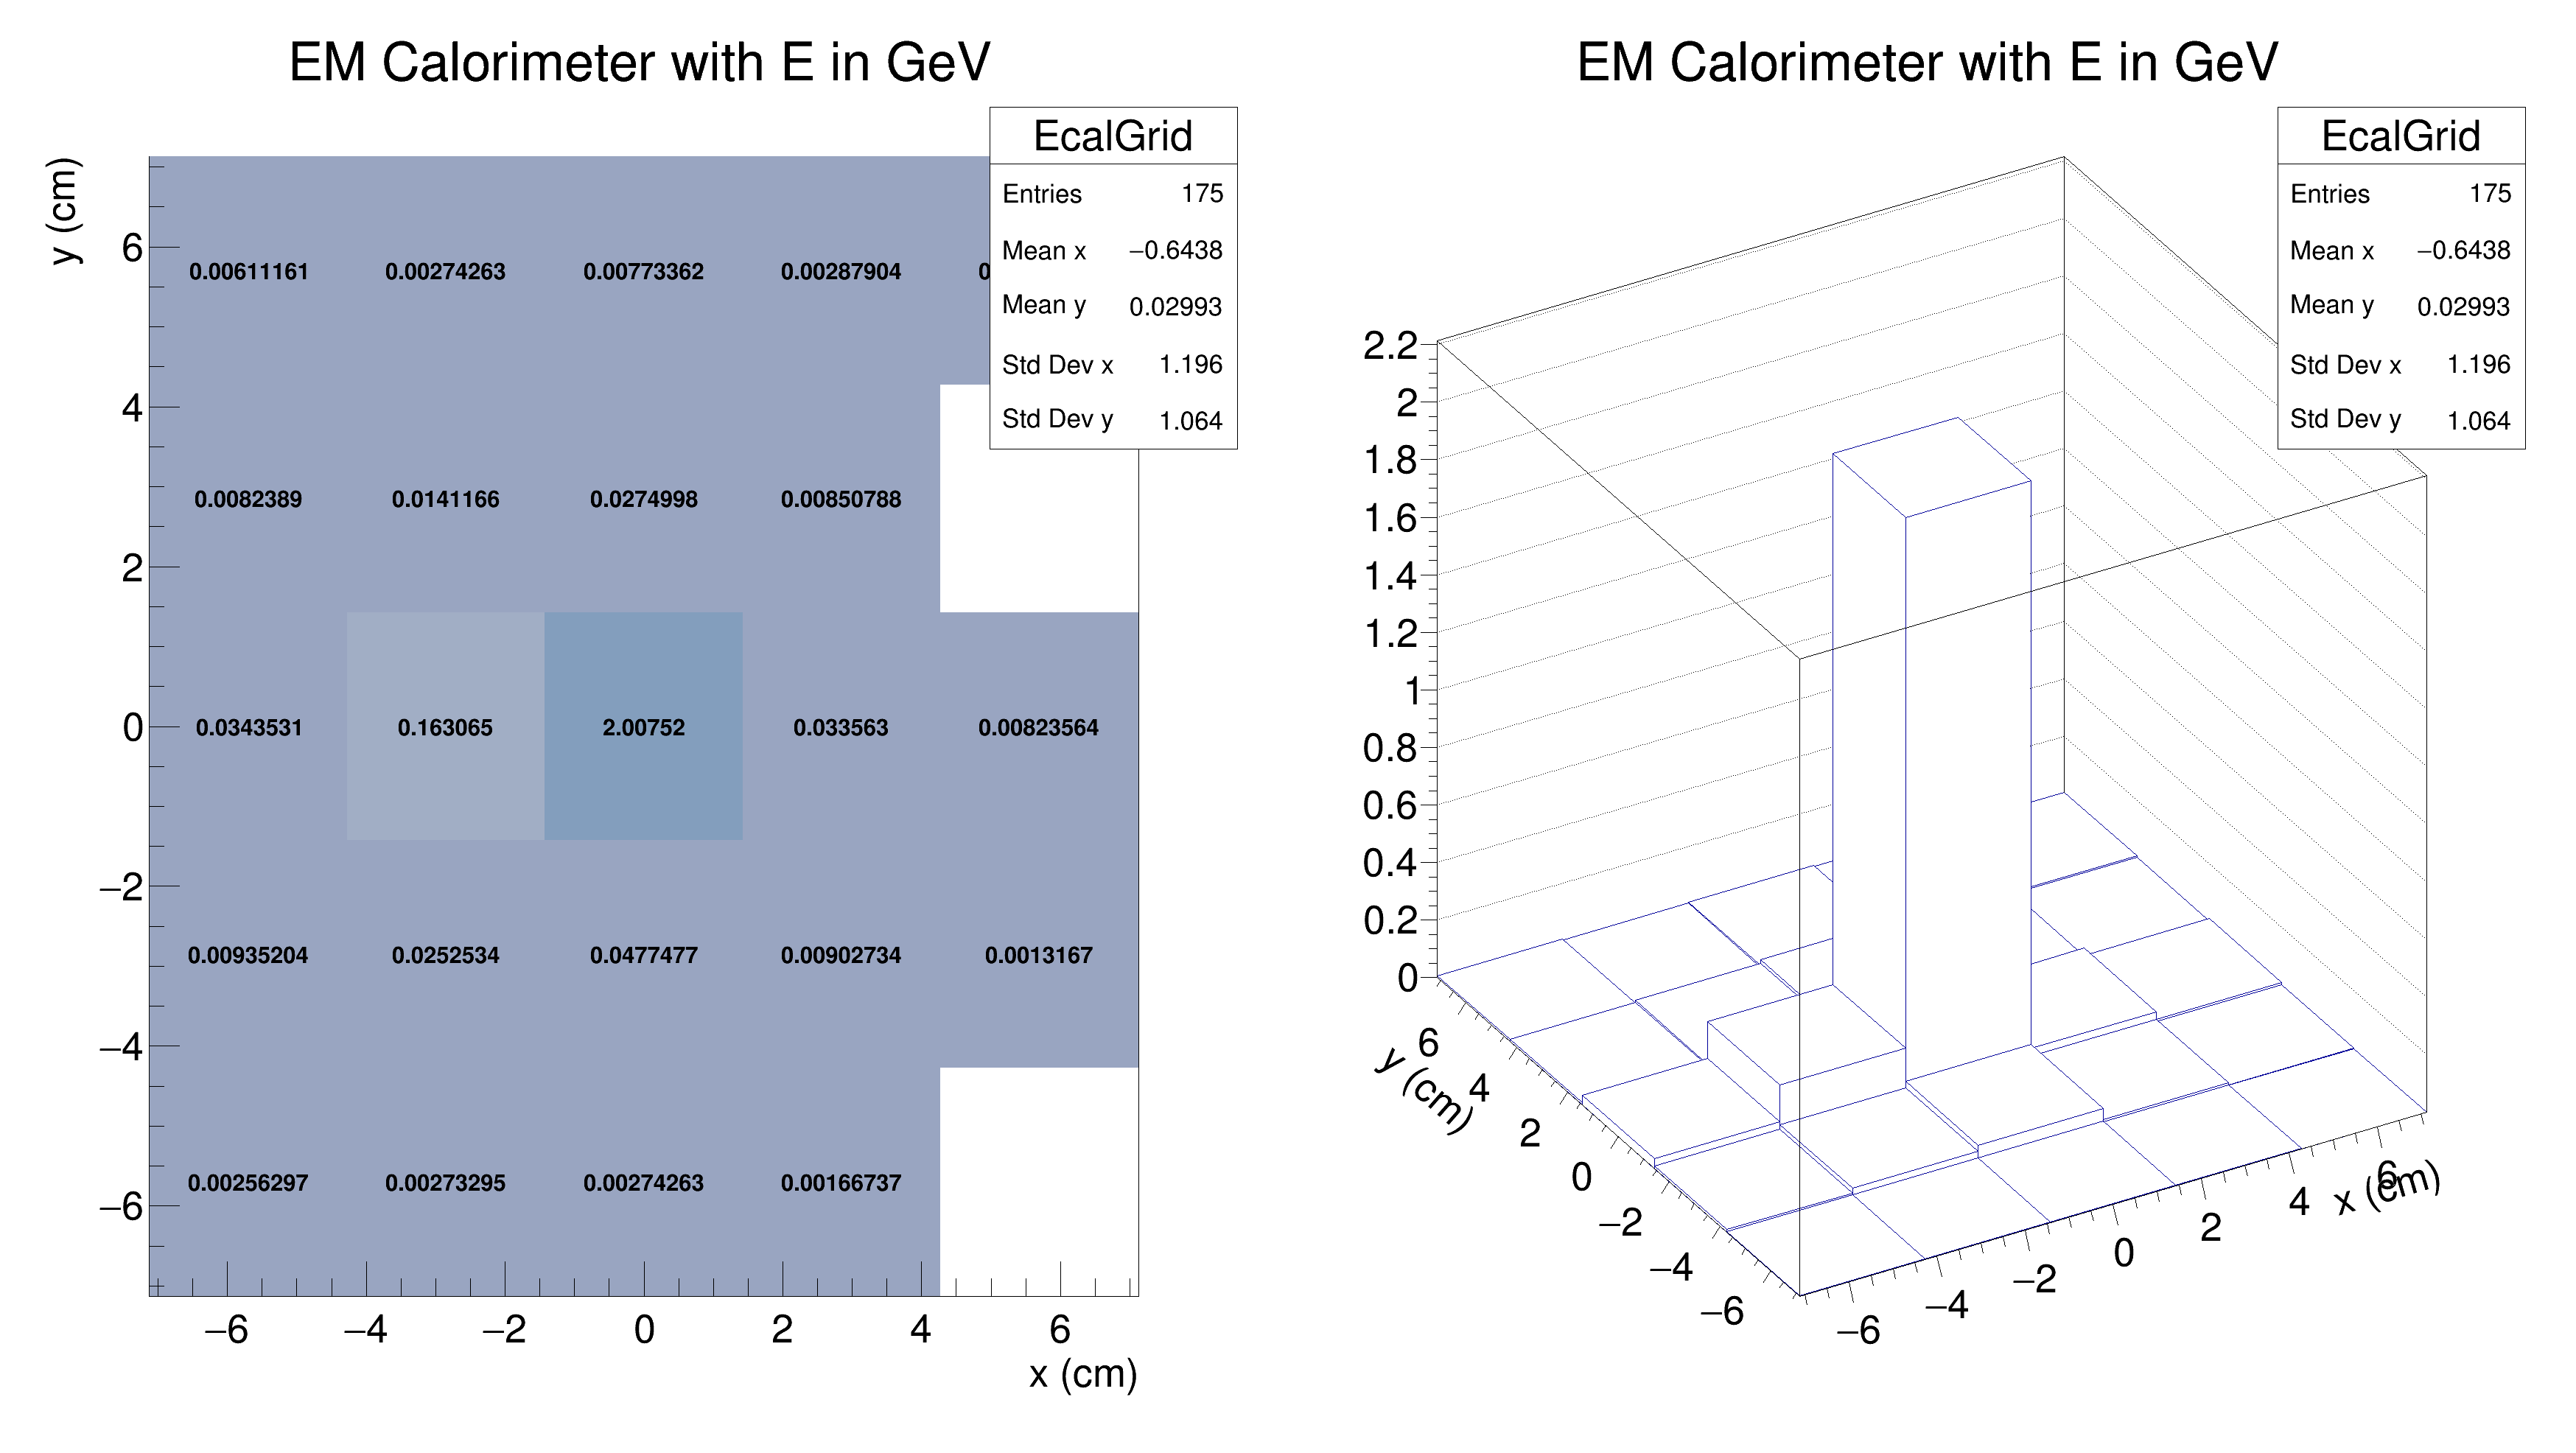 EM Calorimeter with E in GeV
EcalGrid
Entries 175
Mean x −0.6438
Mean y 0.02993
Std Dev x 1.196
Std Dev y 1.064
y (cm)
6
4
2
0
−2
−4
−6
0.00611161 0.00274263 0.00773362 0.00287904
0.0082389 0.0141166 0.0274998 0.00850788
0.0343531 0.163065 2.00752 0.033563 0.00823564
0.00935204 0.0252534 0.0477477 0.00902734 0.0013167
0.00256297 0.00273295 0.00274263 0.00166737
−6 −4 −2 0 2 4 6
x (cm)
EM Calorimeter with E in GeV
EcalGrid
Entries 175
Mean x −0.6438
Mean y 0.02993
Std Dev x 1.196
Std Dev y 1.064
2.2
2
1.8
1.6
1.4
1.2
1
0.8
0.6
0.4
0.2
0
6
4
2
0
−2
−4
−6
y (cm)
−6 −4 −2 0 2 4 6
x (cm)